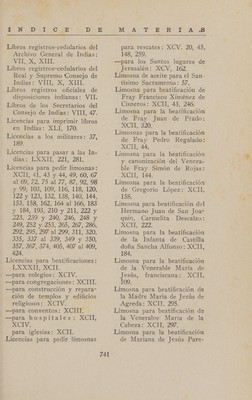 INDICE DE MATERIAS
Libros registros-cedularios del
Archivo General de Indias:
VII, X, XIII.
Libros registros-cedularios del
Real y Supremo Consejo de
Indias: VIII, X, XIII.
Libros registros oficiales de
disposiciones indianas: VII.
Libros de los Secretarios del
Consejo de Indias: VIII, 47.
Licencias para imprimir libros
en Indias: XLI, 170.
Licencias a los militares: 37,
189.
Licencias para pasar a las In-
dias: LXXII, 221, 281.
Licencias para pedir limosnas:
XCII, 41, 43 y 44, 49, 60, 67
al 69, 72, 75 al 77, 87, 92, 98
y 99, 103, 109, 116, 118, 120,
122 y 123, 132, 138, 140, 144,
153, 158, 162, 164 al 166, 183
y 184, 193, 210 y 211, 222 y
223, 239 y 240, 246, 248 y
249, 252 y 253, 265, 267, 286,
292, 295, 297 al 299, 311, 320,
335, 337 al 339, 349 y 350,
357, 367, 374, 405, 407 al 409,
424.
Licencias para beatificaciones:
LXXXII, XCII.
—para colegios: XCIV.
—para congregaciones: XCIII.
—para construcción y repara-
ción de templos y edificios
religiosos: XCIV.
—para conventos: XCIII.
—para hospitales: XCII,
XCIV.
para iglesias: XCII.
Licencias para pedir limosnas
para rescates: XCV, 20, 43,
148, 259.
—para los Santos lugares de
Jerusalén: XCV, 162.
Limosna de aceite para el San-
tísimo Sacramento: 57.
Limosna para beatificación de
Fray Francisco Ximénez de
Cisneros: XCII, 43, 246.
Limosna para la beatificación
de Fray Juan de Prado:
XCII, 320.
Limosnas para la beatificación
de Fray Pedro Regalado:
XCII, 44.
Limosna para la beatificación
y canonización del Venera-
ble Fray Simón de Rojas:
XCII, 144.
Limosna para la beatificación
de Gregorio López: XCII,
158.
Limosna para beatificación del
Hermano Juan de San Joa-
quín, Carmelita Descalzo:
XCII, 222.
Limosna para la beatificación
de la Infanta de Castilla
doña Sancha Alfonso: XCII,
184.
Limosna para la beatificación
de la Venerable María de
Jesús, franciscana: XCII,
109.
Limosna para la beatificación de
la Madre María de Jesús de
Agreda: XCII, 295.
Limosna para la beatificación de
la Venerable María de la
Cabeza: XCII, 297.
Limosna para la beatificación
de Mariana de Jesús Pare-
741